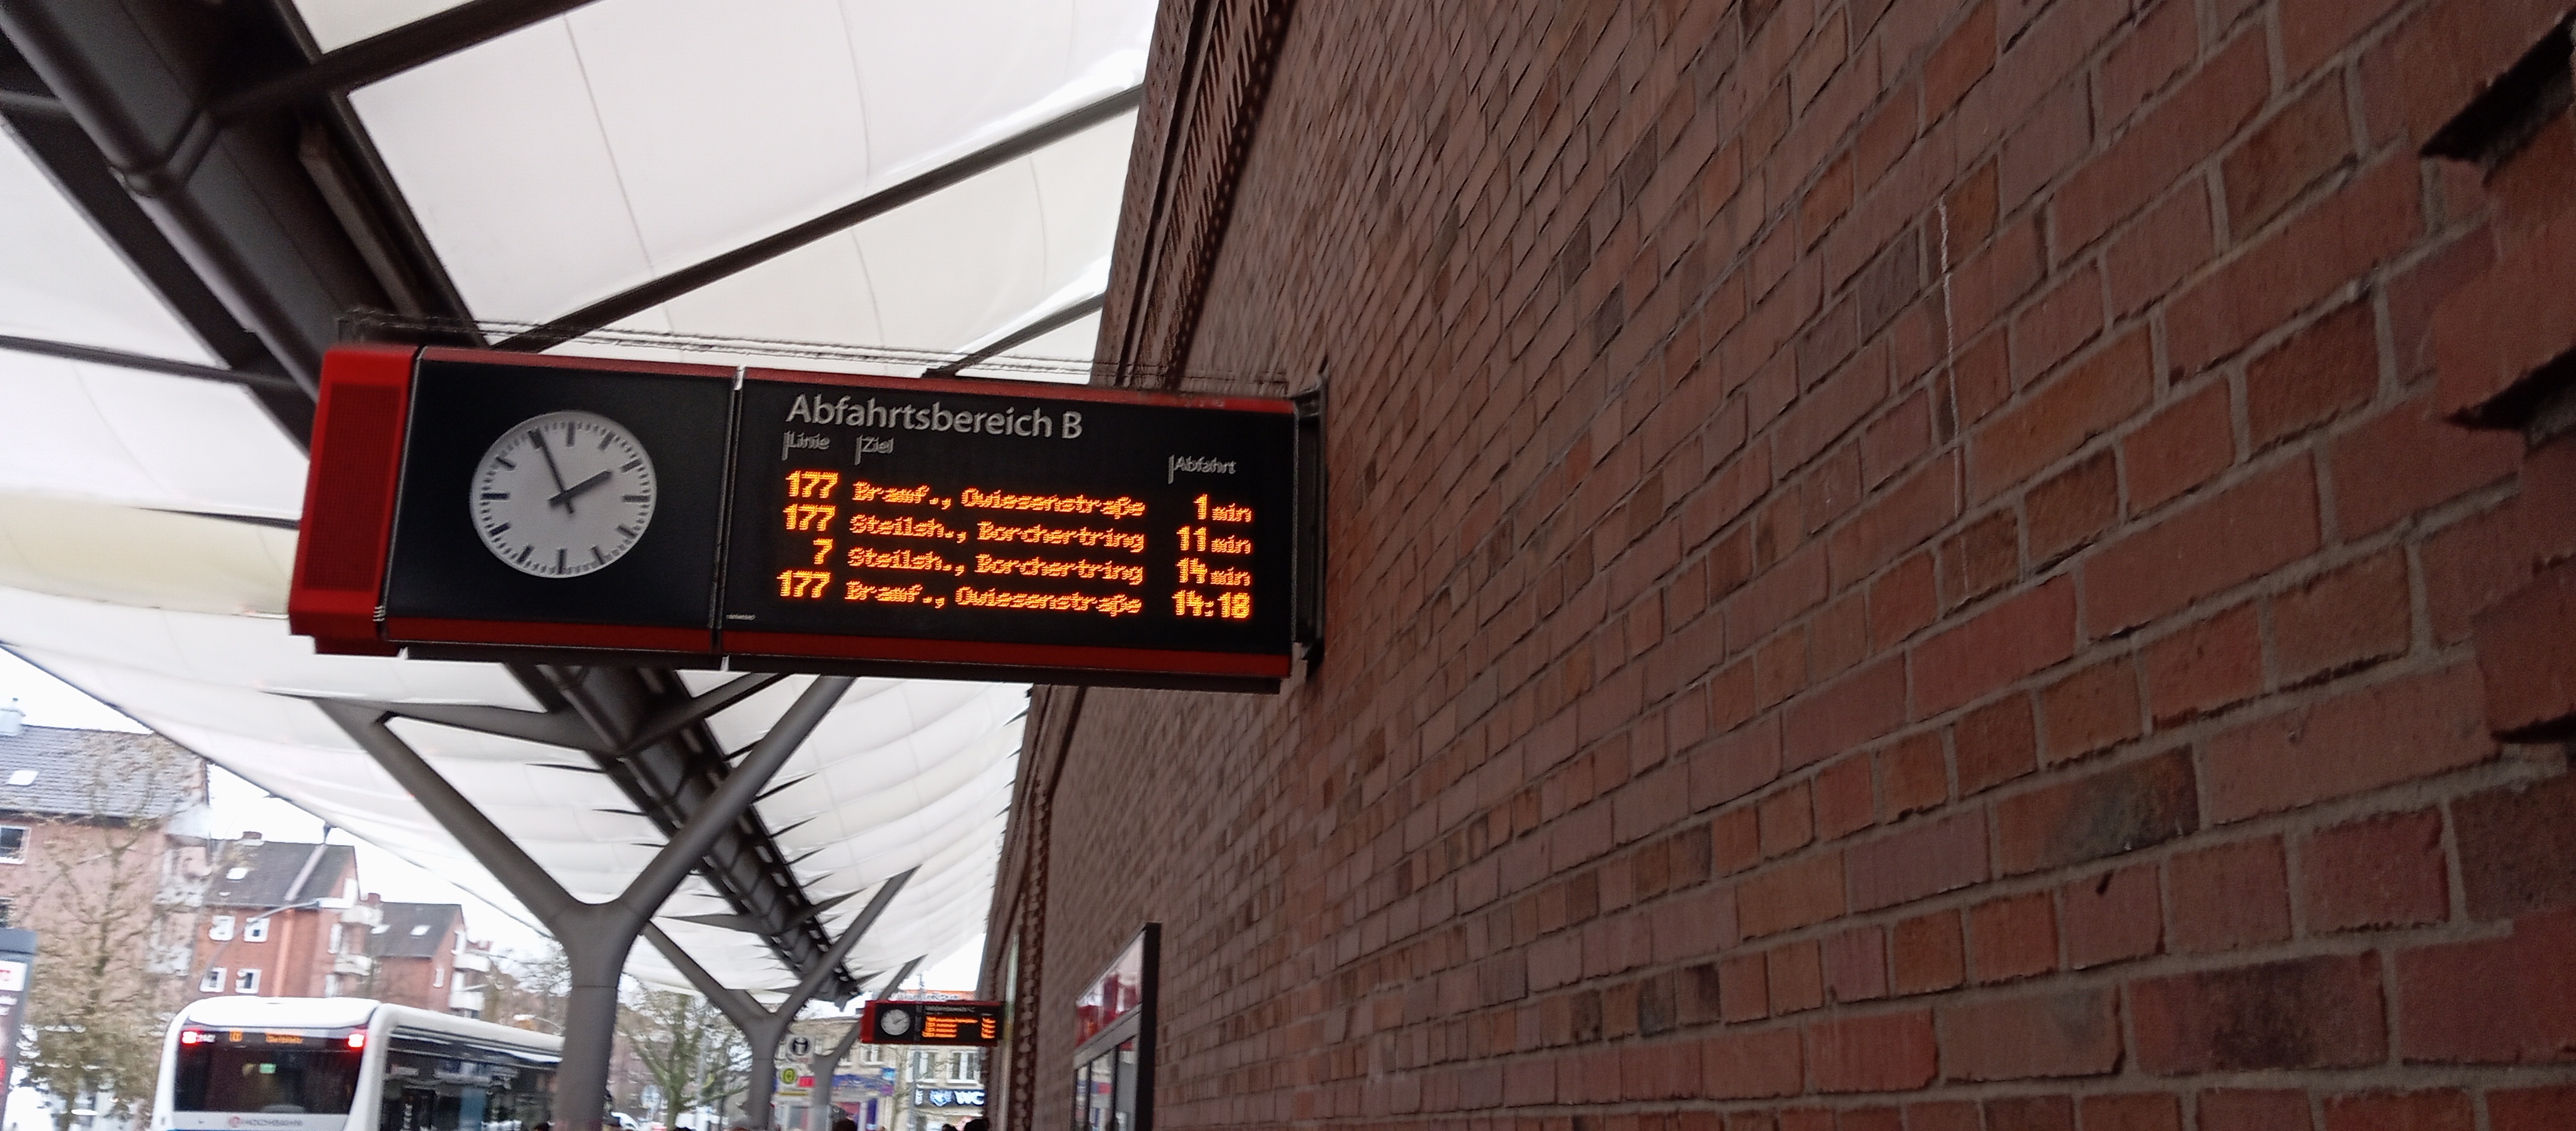 Abfahrtsbereich B
Linie Ziel Abfahrt
177 Bramf., Owiesenstraße 1 min
177 Steilsh., Borchertring 11 min
7 Steilsh., Borchertring 14 min
177 Bramf., Owiesenstraße 14:18
WC